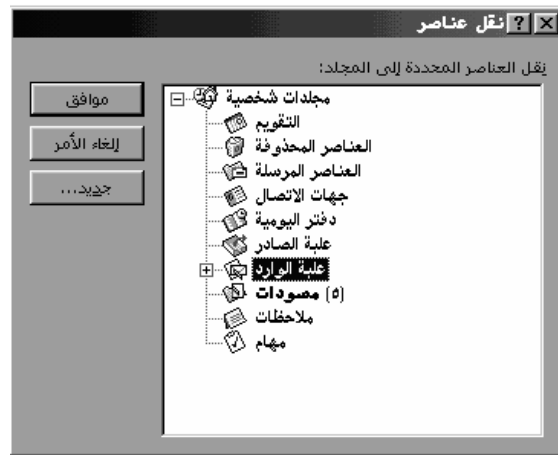 نقل عناصر
نقل العناصر المحددة إلى المجلد:
مجلدات شخصية
التقويم
العناصر المحذوفة
العناصر المرسلة
جهات الاتصال
دفتر اليومية
علبة الصادر
علبة الوارد
مصودات (٥)
ملاحظات
مهام
موافق
إلغاء الأمر
جديد...